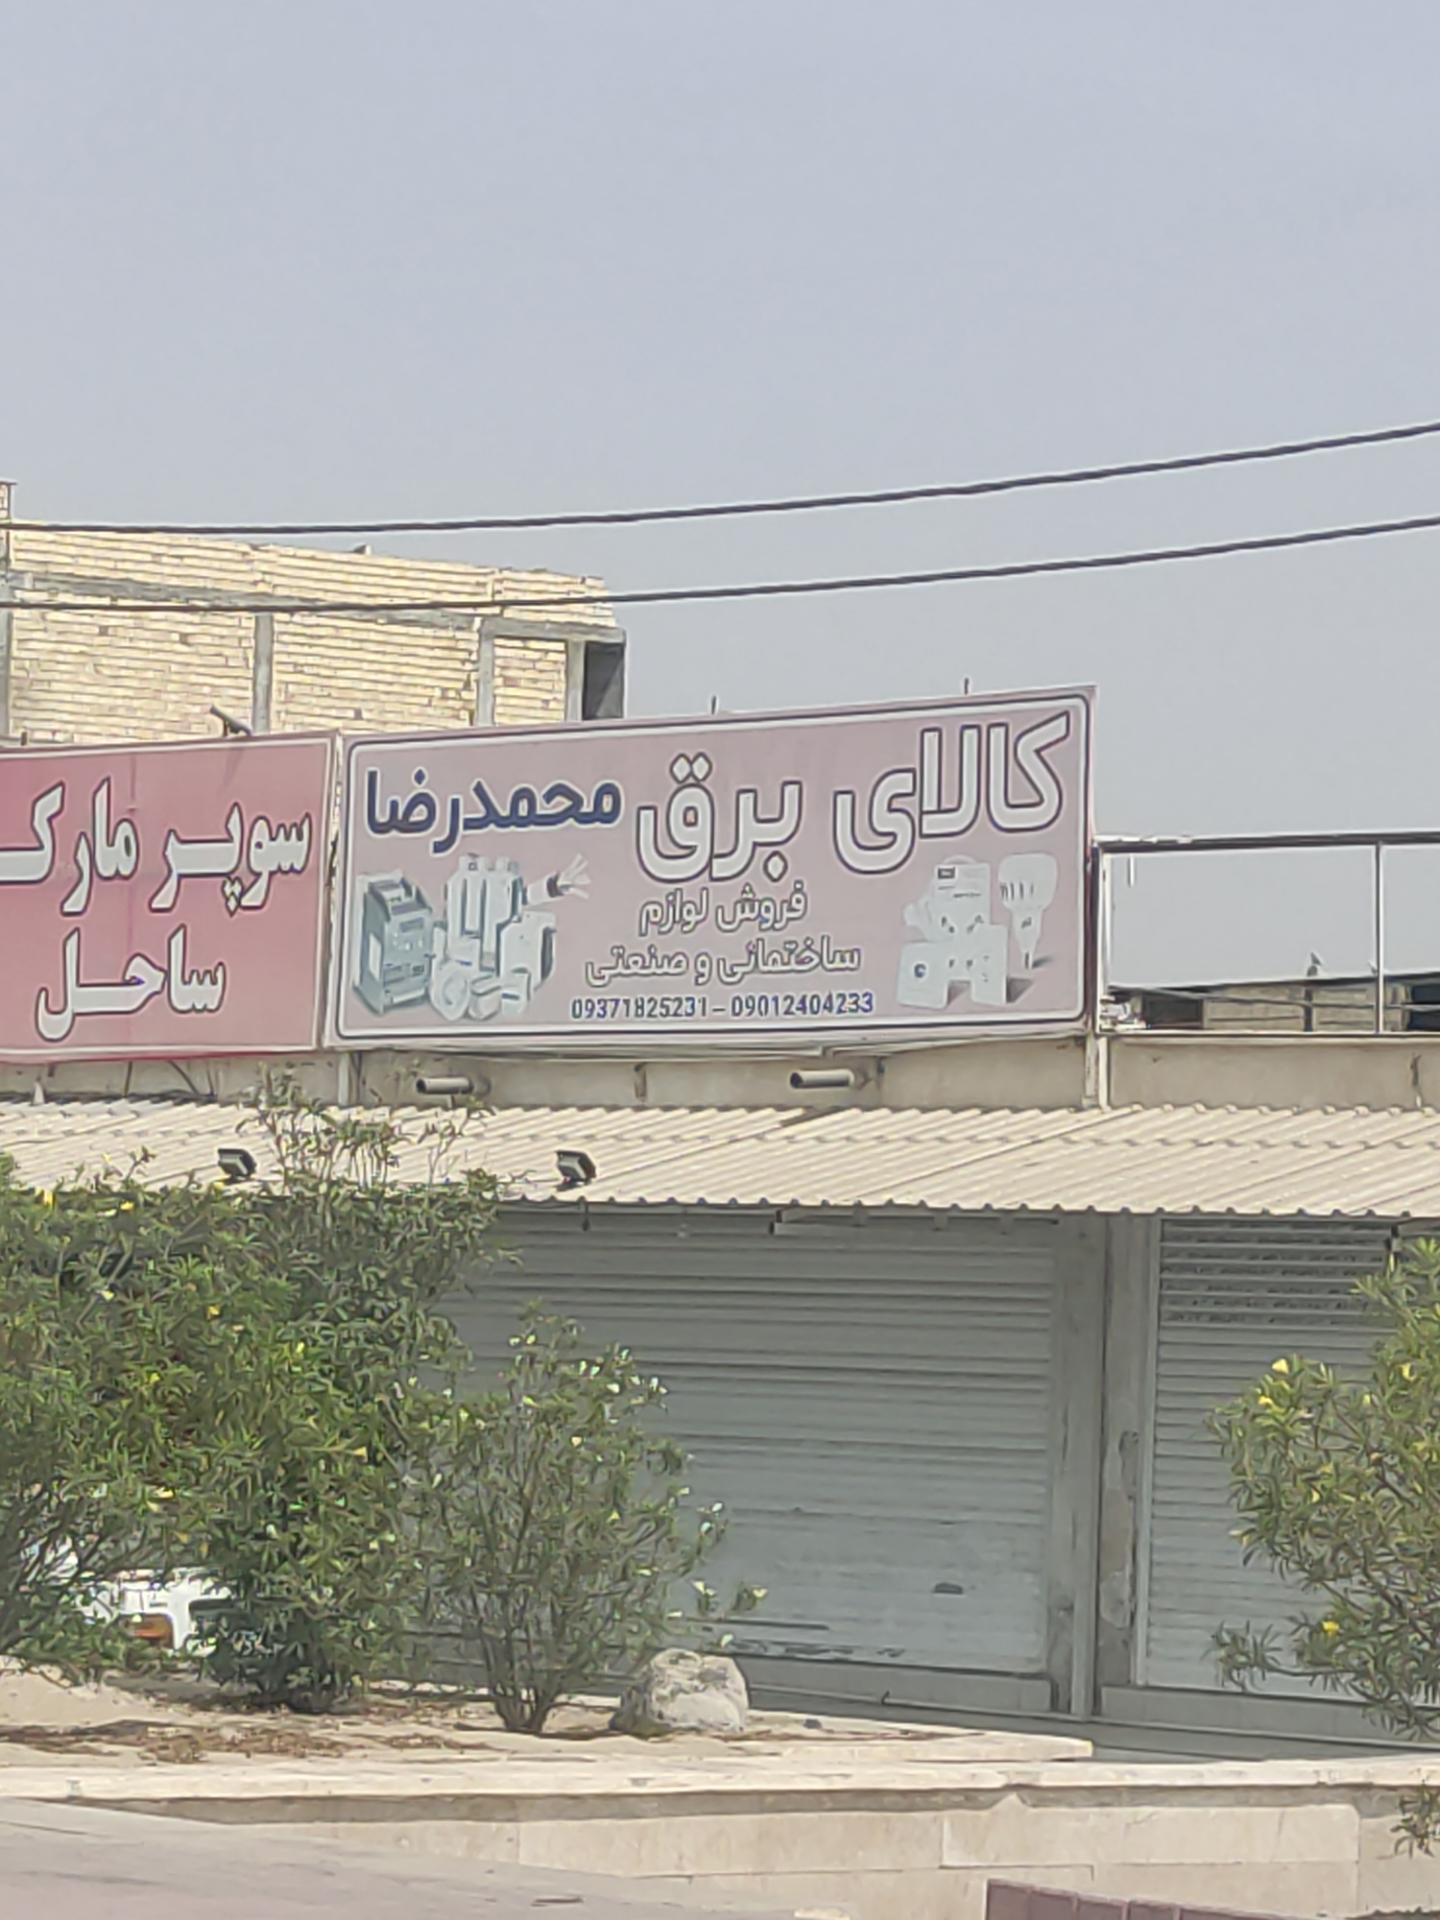 کالای برق محمدرضا
فروش لوازم
ساختمانی و صنعتی
09371825231 – 09012404233
سوپر مارک
ساحل